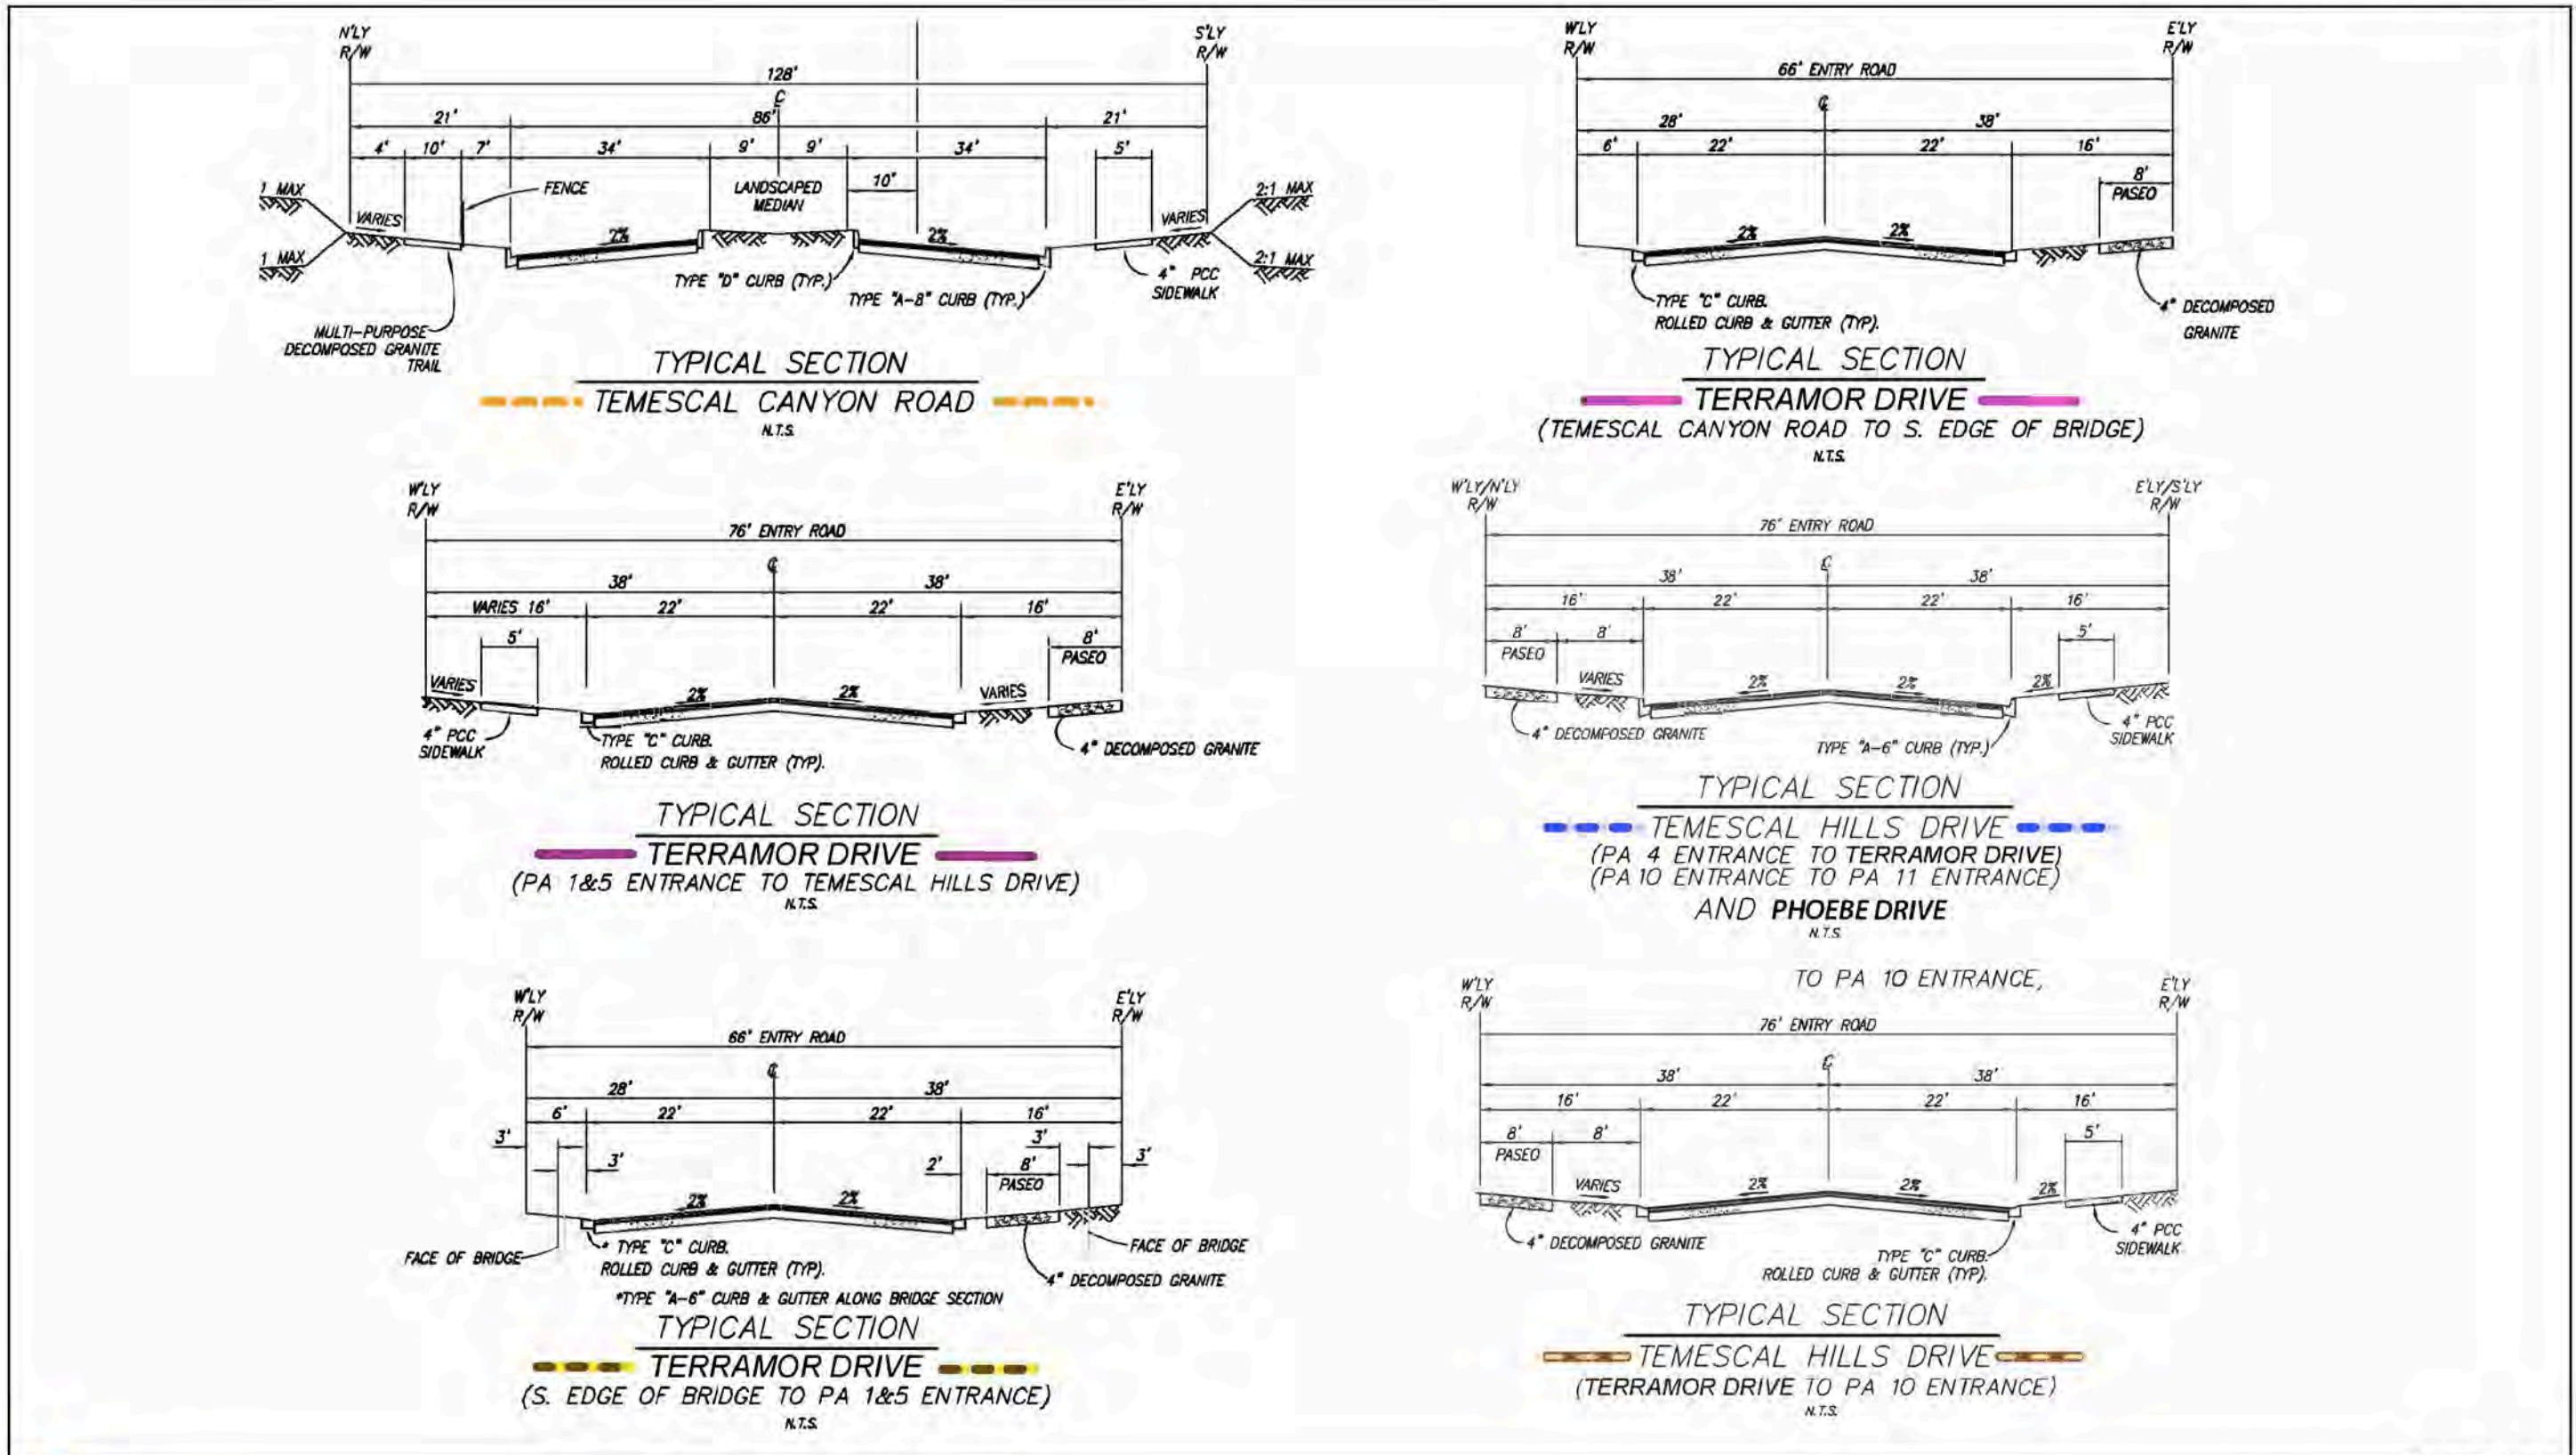 N'LY
R/W
S'LY
R/W
128'
℄
21'
86'
21'
4'
10'
7'
34'
9'
9'
34'
5'
10"
FENCE
LANDSCAPED
MEDIAN
1 MAX
VARIES
2%
2%
VARIES
2:1 MAX
1 MAX
2:1 MAX
TYPE "D" CURB (TYP.)
TYPE "A-8" CURB (TYP.)
4" PCC
SIDEWALK
MULTI-PURPOSE
DECOMPOSED GRANITE
TRAIL
TYPICAL SECTION
TEMESCAL CANYON ROAD
N.T.S.
W'LY
R/W
E'LY
R/W
66' ENTRY ROAD
℄
28'
38'
6'
22'
22'
16'
8'
PASEO
2%
2%
TYPE "C" CURB.
ROLLED CURB & GUTTER (TYP).
4" DECOMPOSED
GRANITE
TYPICAL SECTION
TERRAMOR DRIVE
(TEMESCAL CANYON ROAD TO S. EDGE OF BRIDGE)
N.T.S.
W'LY
R/W
E'LY
R/W
76' ENTRY ROAD
℄
38'
38'
VARIES 16'
22'
22'
16'
5'
8'
PASEO
VARIES
2%
2%
VARIES
4" PCC
SIDEWALK
TYPE "C" CURB.
ROLLED CURB & GUTTER (TYP).
4" DECOMPOSED GRANITE
TYPICAL SECTION
TERRAMOR DRIVE
(PA 1&5 ENTRANCE TO TEMESCAL HILLS DRIVE)
N.T.S.
W'LY/N'LY
R/W
E'LY/S'LY
R/W
76' ENTRY ROAD
℄
38'
38'
16'
22'
22'
16'
8'
PASEO
8'
5'
VARIES
2%
2%
2%
4" DECOMPOSED GRANITE
TYPE "A-6" CURB (TYP.)
4" PCC
SIDEWALK
TYPICAL SECTION
TEMESCAL HILLS DRIVE
(PA 4 ENTRANCE TO TERRAMOR DRIVE)
(PA 10 ENTRANCE TO PA 11 ENTRANCE)
AND PHOEBE DRIVE
N.T.S.
W'LY
R/W
E'LY
R/W
66' ENTRY ROAD
℄
28'
38'
6'
22'
22'
16'
3'
3'
2'
8'
PASEO
3'
3'
2%
2%
FACE OF BRIDGE
* TYPE "C" CURB.
ROLLED CURB & GUTTER (TYP).
FACE OF BRIDGE
4" DECOMPOSED GRANITE
*TYPE "A-6" CURB & GUTTER ALONG BRIDGE SECTION
TYPICAL SECTION
TERRAMOR DRIVE
(S. EDGE OF BRIDGE TO PA 1&5 ENTRANCE)
N.T.S.
TO PA 10 ENTRANCE,
W'LY
R/W
E'LY
R/W
76' ENTRY ROAD
℄
38'
38'
16'
22'
22'
16'
8'
PASEO
8'
5'
VARIES
2%
2%
2%
4" DECOMPOSED GRANITE
TYPE "C" CURB.
ROLLED CURB & GUTTER (TYP).
4" PCC
SIDEWALK
TYPICAL SECTION
TEMESCAL HILLS DRIVE
(TERRAMOR DRIVE TO PA 10 ENTRANCE)
N.T.S.